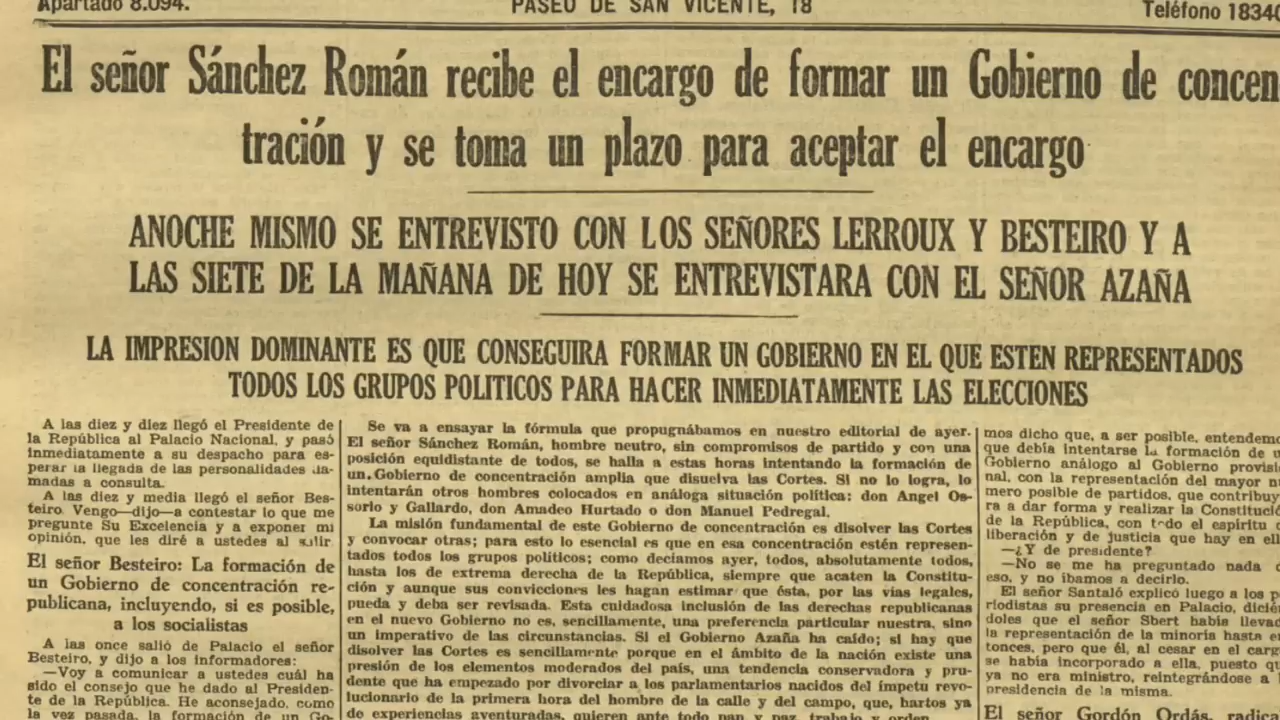 Apartado 8.094.
PASEO DE SAN VICENTE, 18
Teléfono 1834
El señor Sánchez Román recibe el encargo de formar un Gobierno de concen
tración y se toma un plazo para aceptar el encargo
ANOCHE MISMO SE ENTREVISTO CON LOS SEÑORES LERROUX Y BESTEIRO Y A
LAS SIETE DE LA MAÑANA DE HOY SE ENTREVISTARA CON EL SEÑOR AZAÑA
LA IMPRESION DOMINANTE ES QUE CONSEGUIRA FORMAR UN GOBIERNO EN EL QUE ESTEN REPRESENTADOS
TODOS LOS GRUPOS POLITICOS PARA HACER INMEDIATAMENTE LAS ELECCIONES
A las diez y diez llegó el Presidente de
la República al Palacio Nacional, y pasó
inmediatamente a su despacho para es-
perar la llegada de las personalidades lla-
madas a consulta.
A las diez y media llegó el señor Bes-
teiro. Vengo—dijo—a contestar lo que me
pregunte Su Excelencia y a exponer mi
opinión, que les diré a ustedes al salir.
El señor Besteiro: La formación de
un Gobierno de concentración re-
publicana, incluyendo, si es posible,
a los socialistas
A las once salió de Palacio el señor
Besteiro, y dijo a los informadores:
—Voy a comunicar a ustedes cuál ha
sido el consejo que he dado al Presiden-
te de la República. He aconsejado, como
la vez pasada, la formación de un Go-
Se va a ensayar la fórmula que propugnábamos en nuestro editorial de ayer.
El señor Sánchez Román, hombre neutro, sin compromisos de partido y con una
posición equidistante de todos, se halla a estas horas intentando la formación de
un Gobierno de concentración amplia que disuelva las Cortes. Si no lo logra, lo
intentarán otros hombres colocados en análoga situación política: don Angel Os-
sorio y Gallardo, don Amadeo Hurtado o don Manuel Pedregal.
La misión fundamental de este Gobierno de concentración es disolver las Cortes
y convocar otras; para esto lo esencial es que en esa concentración estén represen-
tados todos los grupos políticos; como decíamos ayer, todos, absolutamente todos,
hasta los de extrema derecha de la República, siempre que acaten la Constitu-
ción y aunque sus convicciones les hagan estimar que ésta, por las vías legales,
pueda y deba ser revisada. Esta cuidadosa inclusión de las derechas republicanas
en el nuevo Gobierno no es, sencillamente, una preferencia particular nuestra, sino
un imperativo de las circunstancias. Si el Gobierno Azaña ha caído; si hay que
disolver las Cortes es sencillamente porque en el ámbito de la nación existe una
presión de los elementos moderados del país, una tendencia conservadora y pru-
dente que ha empezado por divorciar a los parlamentarios nacidos del ímpetu revo-
lucionario de la primera hora del hombre de la calle y del campo, que, hartos ya
de experiencias aventuradas, quieren ante todo pan y paz, trabajo y orden.
mos dicho que, a ser posible, entendemo
que debía intentarse la formación de u
Gobierno análogo al Gobierno provisi
nal, con la representación del mayor n
mero posible de partidos, que contribuy
ra a dar forma y realizar la Constitució
de la República, con todo el espíritu
liberación y de justicia que hay en ell
—¿Y de presidente?
—No se me ha preguntado nada
eso, y no íbamos a decirlo.
El señor Santaló explicó luego a los p
riodistas su presencia en Palacio, dicié
doles que el señor Sbert había llevad
la representación de la minoría hasta e
tonces, pero que él, al cesar en el carg
se había incorporado a ella, puesto q
ya no era ministro, reintegrándose a
presidencia de la misma.
El señor Gordón Ordás, radica